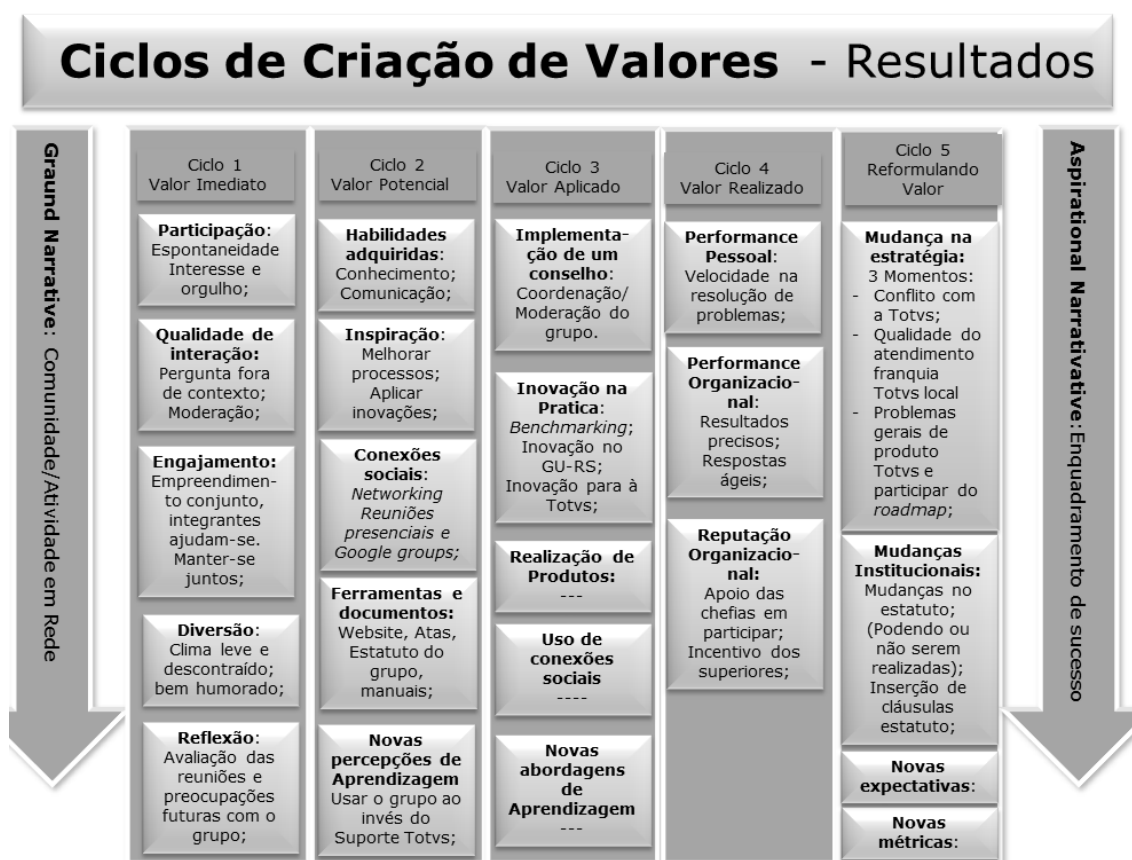 Ciclos de Criação de Valores - Resultados
Graund Narrative: Comunidade/Atividade em Rede
Ciclo 1
Valor Imediato
Participação:
Espontaneidade
Interesse e
orgulho;
Qualidade de
interação:
Pergunta fora
de contexto;
Moderação;
Engajamento:
Empreendimen-
to conjunto,
integrantes
ajudam-se.
Manter-se
juntos;
Diversão:
Clima leve e
descontraído;
bem humorado;
Reflexão:
Avaliação das
reuniões e
preocupações
futuras com o
grupo;
Ciclo 2
Valor Potencial
Habilidades
adquiridas:
Conhecimento;
Comunicação;
Inspiração:
Melhorar
processos;
Aplicar
inovações;
Conexões
sociais:
Networking
Reuniões
presenciais e
Google groups;
Ferramentas e
documentos:
Website, Atas,
Estatuto do
grupo,
manuais;
Novas
percepções de
Aprendizagem
Usar o grupo ao
invés do
Suporte Totvs;
Ciclo 3
Valor Aplicado
Implementa-
ção de um
conselho:
Coordenação/
Moderação do
grupo.
Inovação na
Pratica:
Benchmarking;
Inovação no
GU-RS;
Inovação para à
Totvs;
Realização de
Produtos:
---
Uso de
conexões
sociais
----
Novas
abordagens
de
Aprendizagem
---
Ciclo 4
Valor Realizado
Performance
Pessoal:
Velocidade na
resolução de
problemas;
Performance
Organizacio-
nal:
Resultados
precisos;
Respostas
ágeis;
Reputação
Organizacio-
nal:
Apoio das
chefias em
participar;
Incentivo dos
superiores;
Ciclo 5
Reformulando
Valor
Mudança na
estratégia:
3 Momentos:
- Conflito com
a Totvs;
- Qualidade do
atendimento
franquia
Totvs local
- Problemas
gerais de
produto
Totvs e
participar do
roadmap;
Mudanças
Institucionais:
Mudanças no
estatuto;
(Podendo ou
não serem
realizadas);
Inserção de
cláusulas
estatuto;
Novas
expectativas:
Novas
métricas:
Aspirational Narrativative: Enquadramento de sucesso